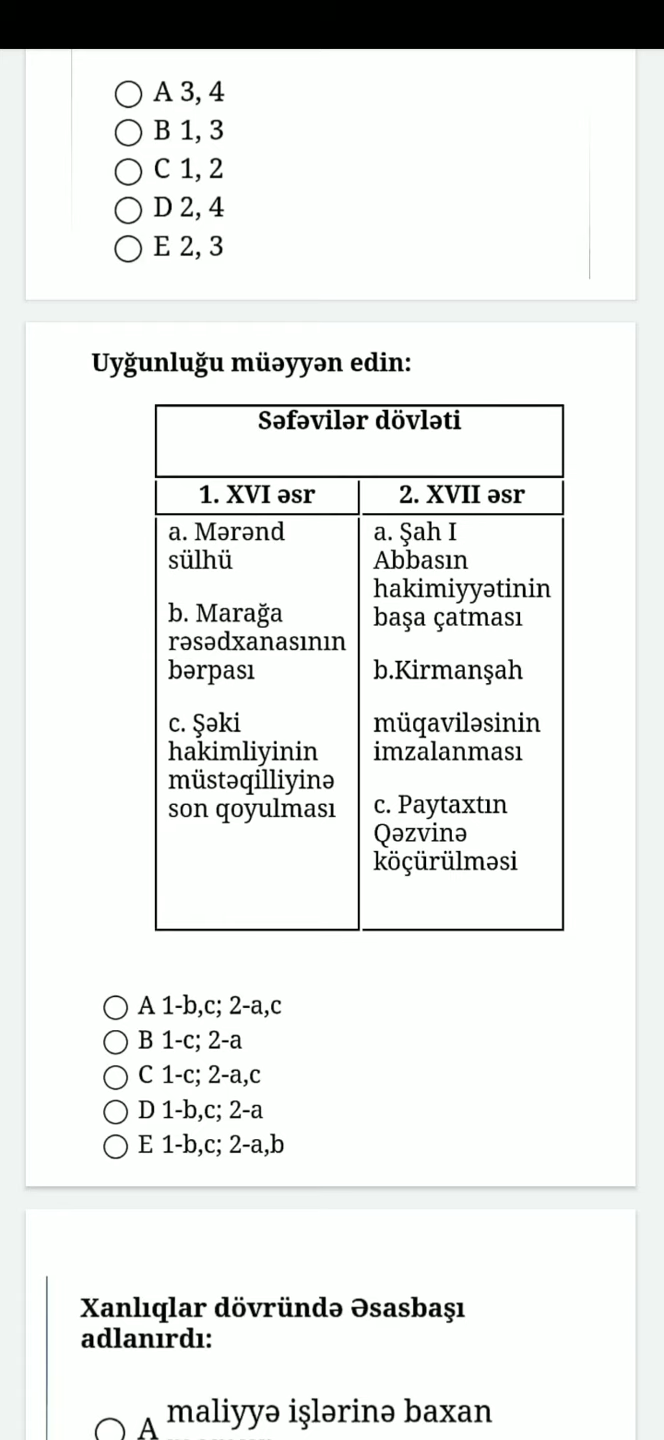 A 3, 4
B 1, 3
C 1, 2
D 2, 4
E 2, 3
Uyğunluğu müəyyən edin:
Səfəvilər dövləti
1. XVI əsr
2. XVII əsr
a. Mərənd
sülhü
b. Marağa
rəsədxanasının
bərpası
c. Şəki
hakimliyinin
müstəqilliyinə
son qoyulması
a. Şah I
Abbasın
hakimiyyətinin
başa çatması
b.Kirmanşah
müqaviləsinin
imzalanması
c. Paytaxtın
Qəzvinə
köçürülməsi
A 1-b,c; 2-a,c
B 1-c; 2-a
C 1-c; 2-a,c
D 1-b,c; 2-a
E 1-b,c; 2-a,b
Xanlıqlar dövründə Əsasbaşı
adlanırdı:
A maliyyə işlərinə baxan